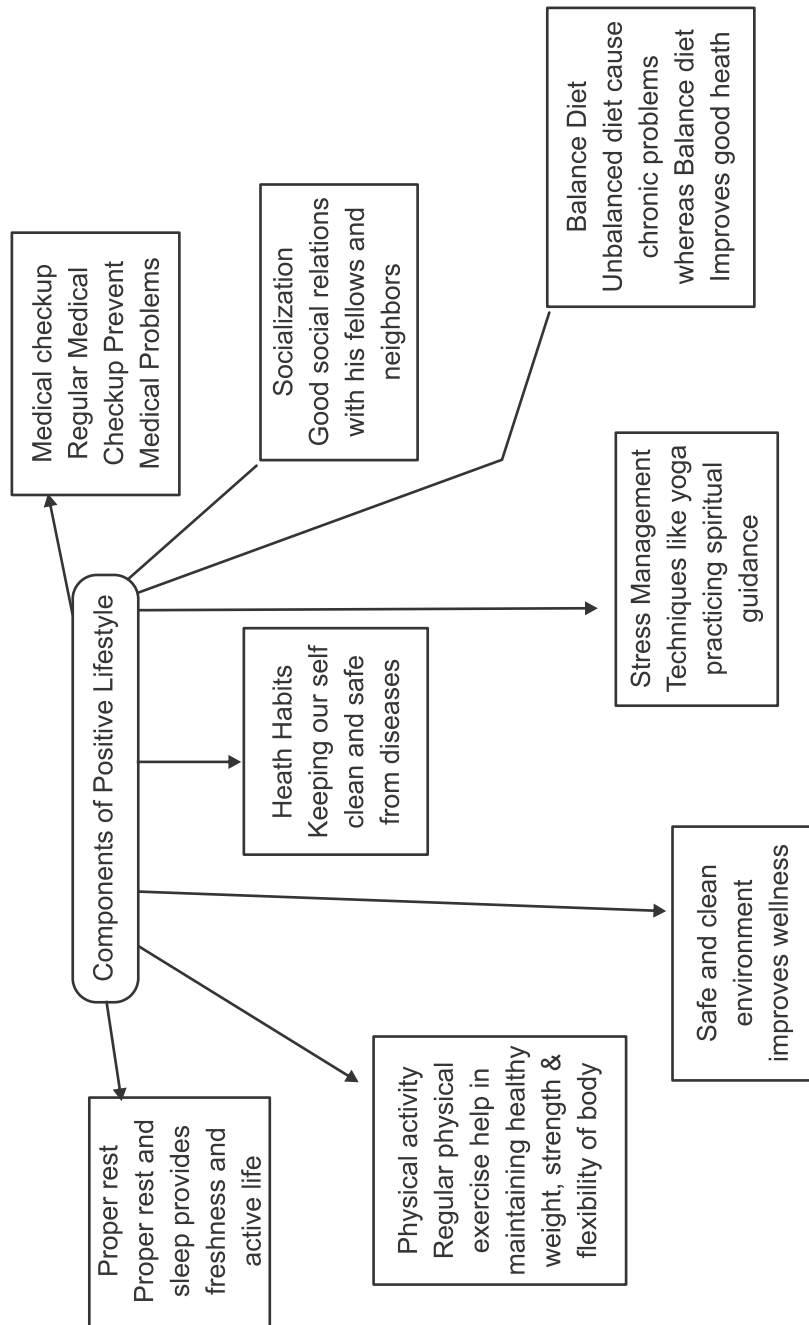 Components of Positive Lifestyle
Proper rest
Proper rest and
sleep provides
freshness and
active life
Physical activity
Regular physical
exercise help in
maintaining healthy
weight, strength &
flexibility of body
Safe and clean
environment
improves wellness
Heath Habits
Keeping our self
clean and safe
from diseases
Stress Management
Techniques like yoga
practicing spiritual
guidance
Balance Diet
Unbalanced diet cause
chronic problems
whereas Balance diet
Improves good heath
Socialization
Good social relations
with his fellows and
neighbors
Medical checkup
Regular Medical
Checkup Prevent
Medical Problems